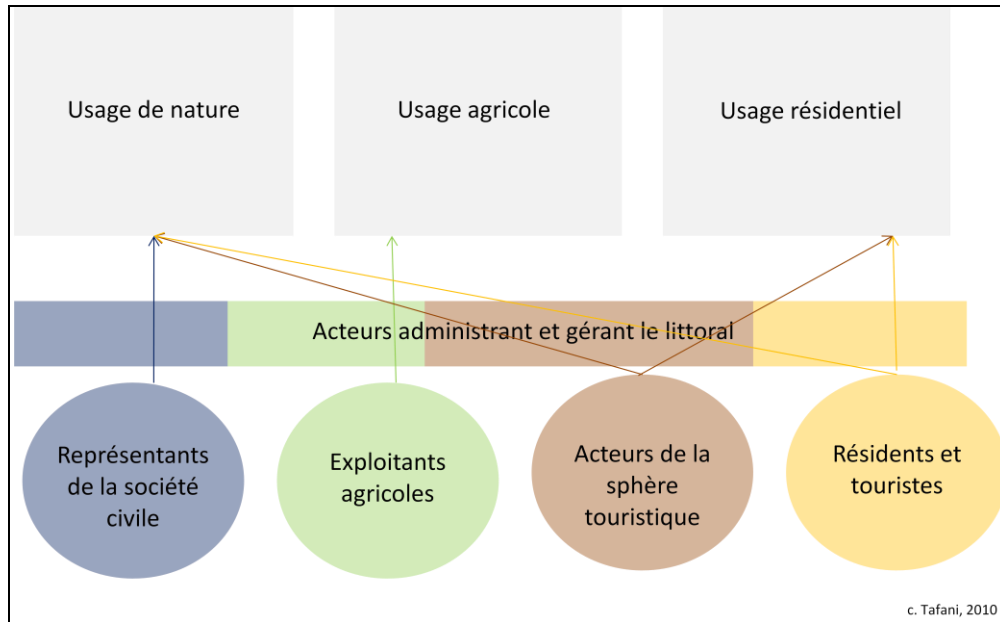 Usage de nature
Usage agricole
Usage résidentiel
Acteurs administrant et gérant le littoral
Représentants
de la société
civile
Exploitants
agricoles
Acteurs de la
sphère
touristique
Résidents et
touristes
c. Tafani, 2010